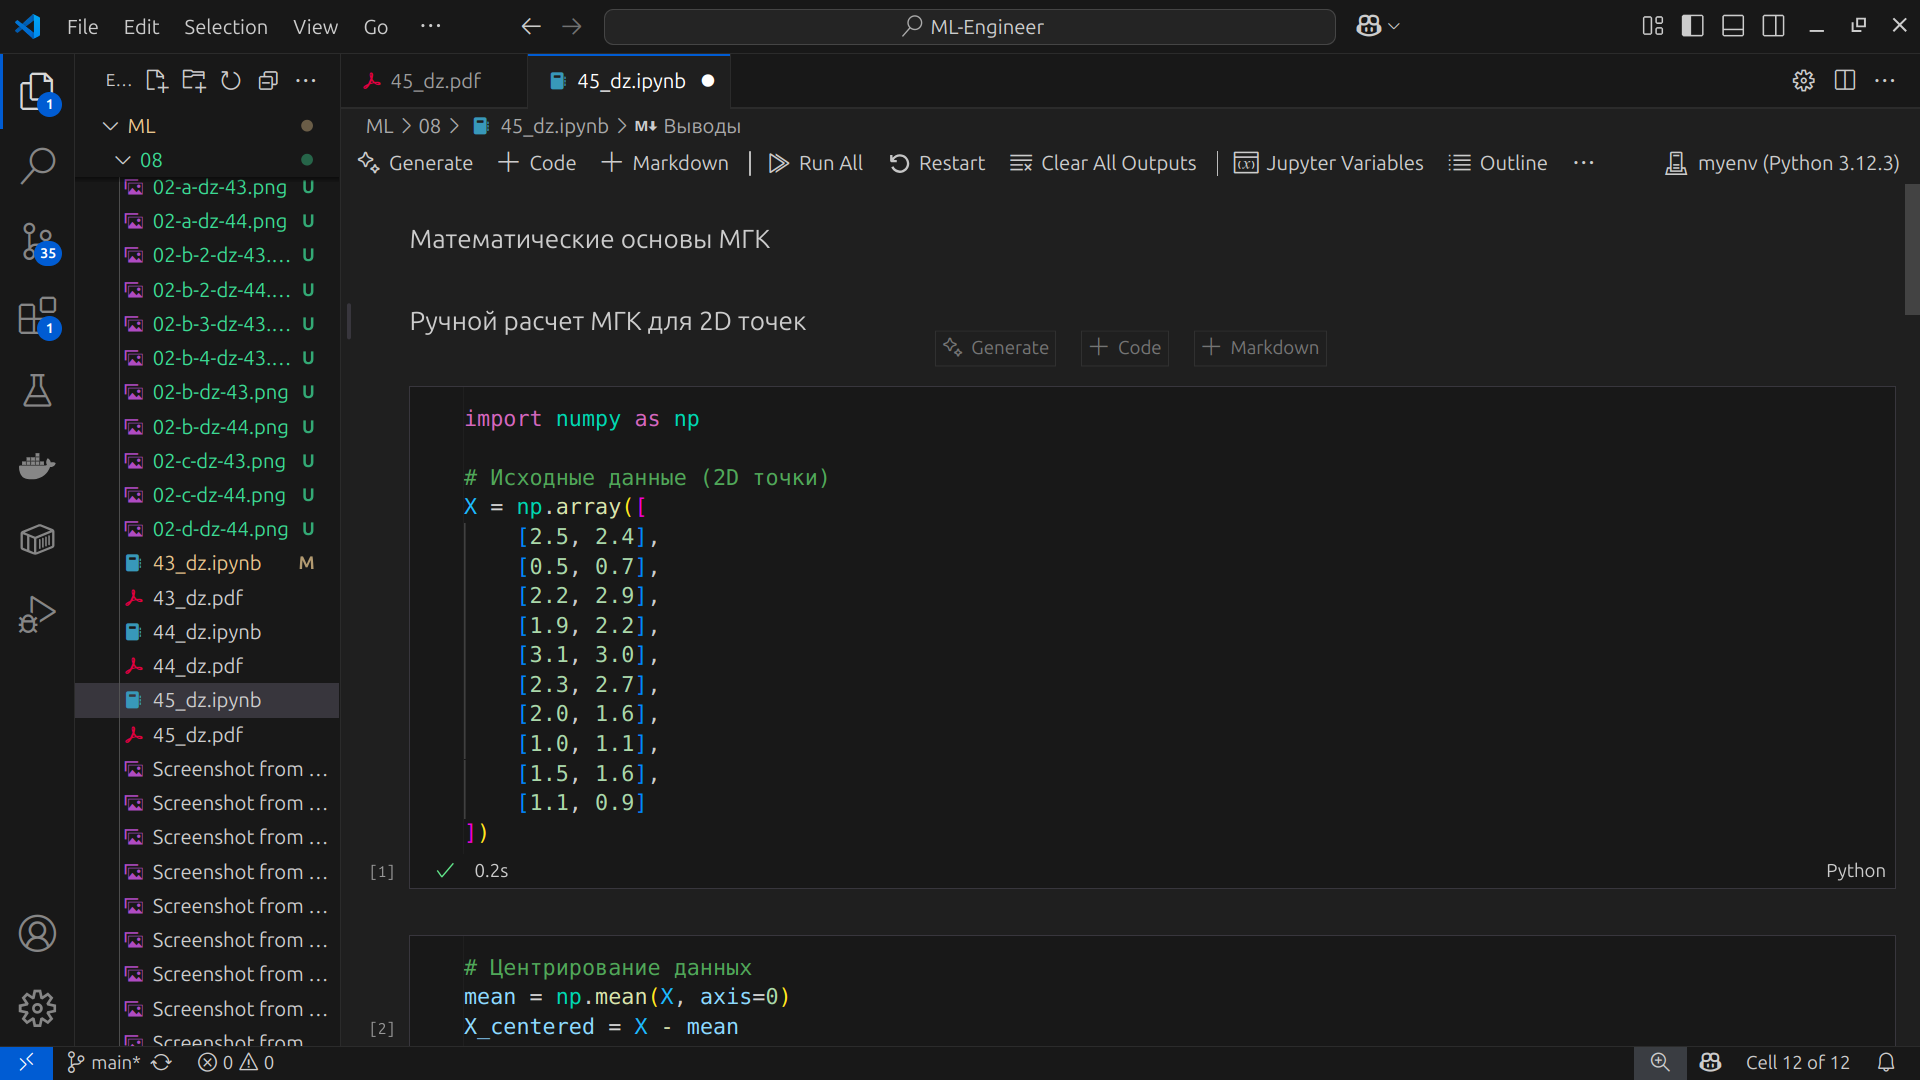 File Edit Selection View Go ···
ML-Engineer
E... ···
1
35
1
ML
08
02-a-dz-43.png U
02-a-dz-44.png U
02-b-2-dz-43.... U
02-b-2-dz-44.... U
02-b-3-dz-43.... U
02-b-4-dz-43.... U
02-b-dz-43.png U
02-b-dz-44.png U
02-c-dz-43.png U
02-c-dz-44.png U
02-d-dz-44.png U
43_dz.ipynb M
43_dz.pdf
44_dz.ipynb
44_dz.pdf
45_dz.ipynb
45_dz.pdf
Screenshot from ...
Screenshot from ...
Screenshot from ...
Screenshot from ...
Screenshot from ...
Screenshot from ...
Screenshot from ...
Screenshot from ...
Screenshot from
45_dz.pdf 45_dz.ipynb
ML > 08 > 45_dz.ipynb > M↓ Выводы
Generate + Code + Markdown | Run All Restart Clear All Outputs | Jupyter Variables Outline ··· myenv (Python 3.12.3)
Математические основы МГК
Ручной расчет МГК для 2D точек
Generate + Code + Markdown
import numpy as np
# Исходные данные (2D точки)
X = np.array([
[2.5, 2.4],
[0.5, 0.7],
[2.2, 2.9],
[1.9, 2.2],
[3.1, 3.0],
[2.3, 2.7],
[2.0, 1.6],
[1.0, 1.1],
[1.5, 1.6],
[1.1, 0.9]
])
[1] ✓ 0.2s Python
# Центрирование данных
mean = np.mean(X, axis=0)
[2] X_centered = X - mean
main* 0 0 Cell 12 of 12